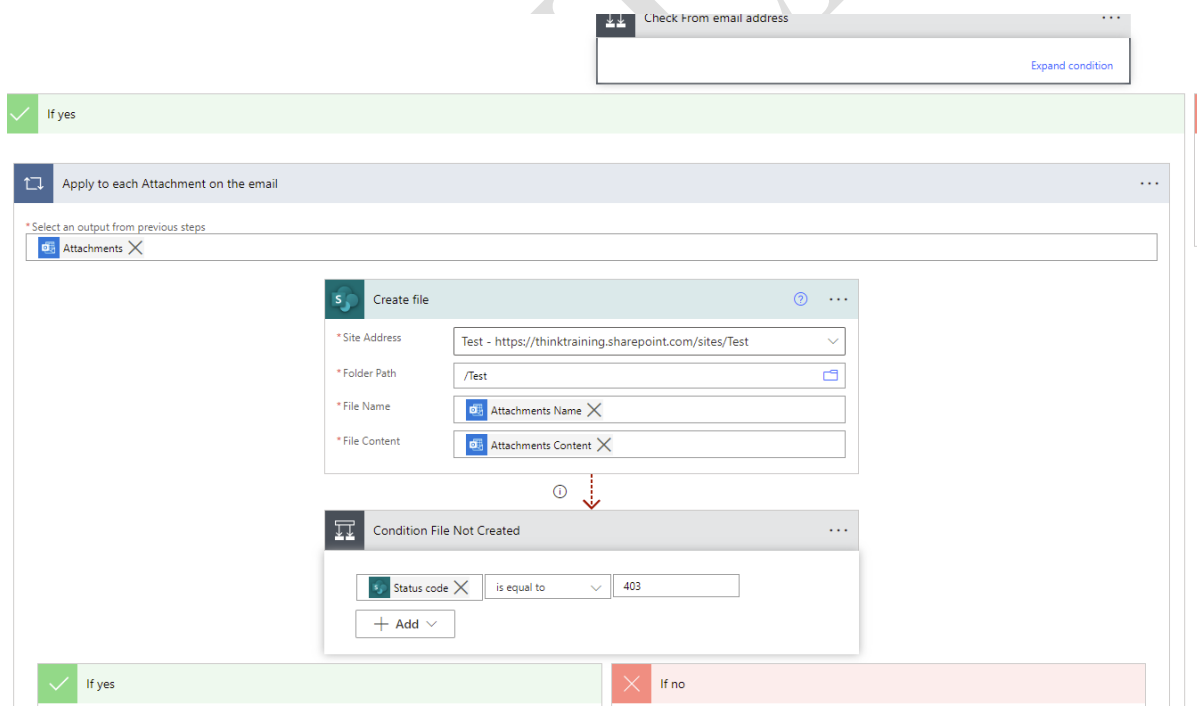 Check From email address
Expand condition
If yes
Apply to each Attachment on the email
*Select an output from previous steps
Attachments
Create file
*Site Address
Test - https://thinktraining.sharepoint.com/sites/Test
*Folder Path
/Test
*File Name
Attachments Name
*File Content
Attachments Content
Condition File Not Created
Status code is equal to 403
Add
If yes If no